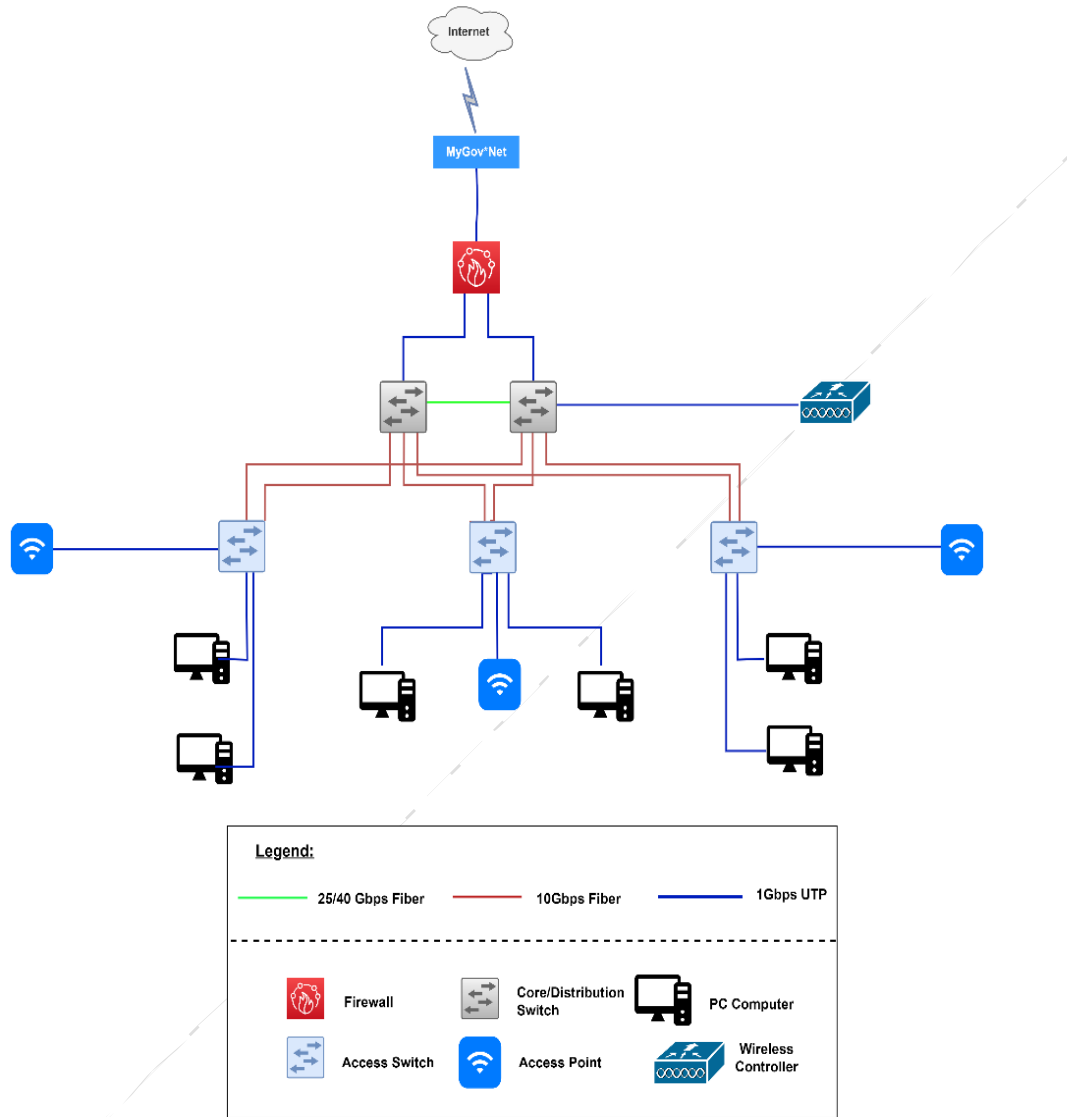 Internet
MyGov*Net
Legend:
25/40 Gbps Fiber
10Gbps Fiber
1Gbps UTP
Firewall
Core/Distribution
Switch
PC Computer
Access Switch
Access Point
Wireless
Controller